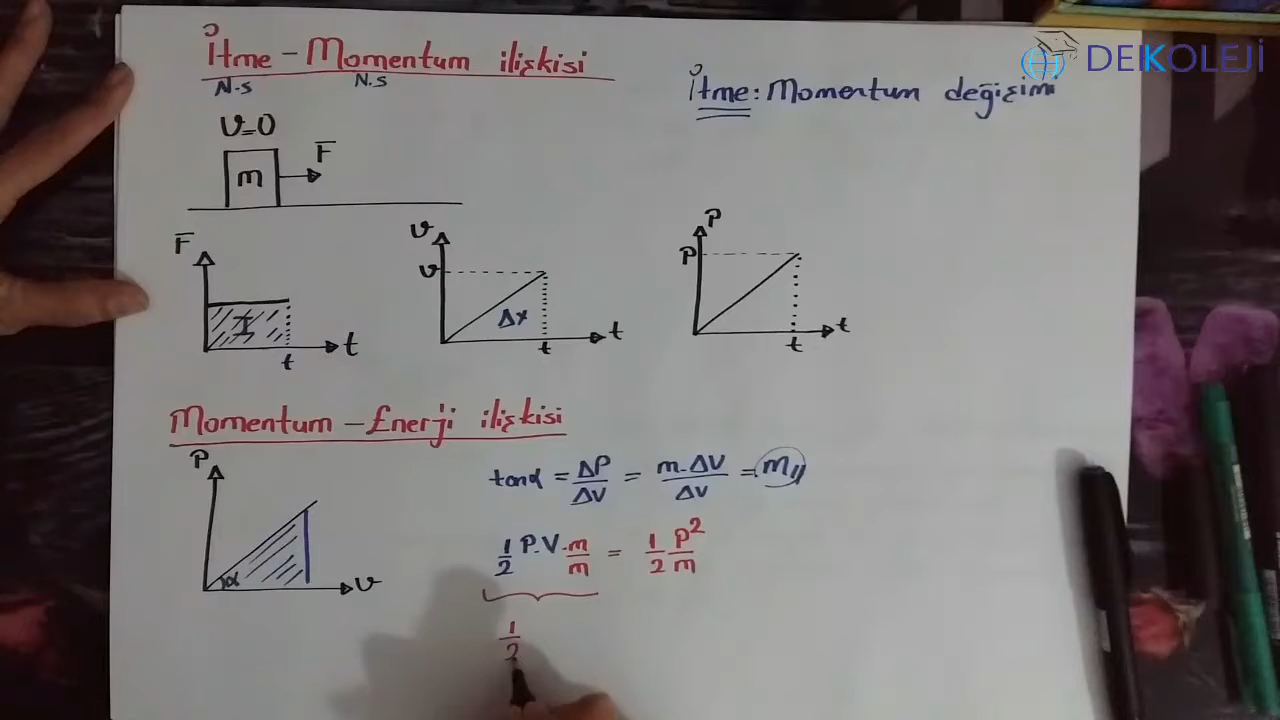 DEKOLEJİ
İtme - Momentum ilişkisi
N.s N.s
İtme: Momentum değişimi
V=0
m F
F I t t
v v Δx t t
P P t t
Momentum - Enerji ilişkisi
P α v
tanα = ΔP/ΔV = m.ΔV/ΔV = m
1/2 P.V.m/m = 1/2 P²/m
1/2